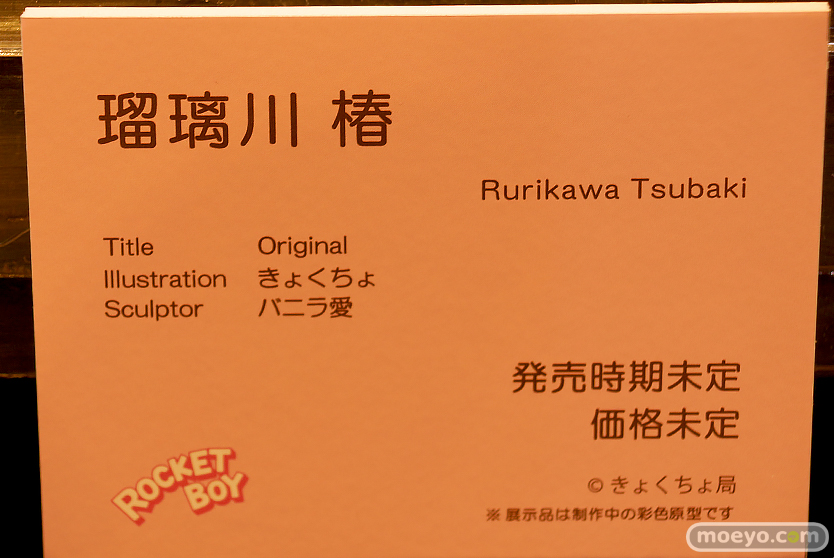 瑠璃川 椿
Rurikawa Tsubaki
Title Original
Illustration きょくちょ
Sculptor バニラ愛
発売時期未定
価格未定
© きょくちょ局
※展示品は制作中の彩色原型です
ROCKET
BOY
moeyo.com